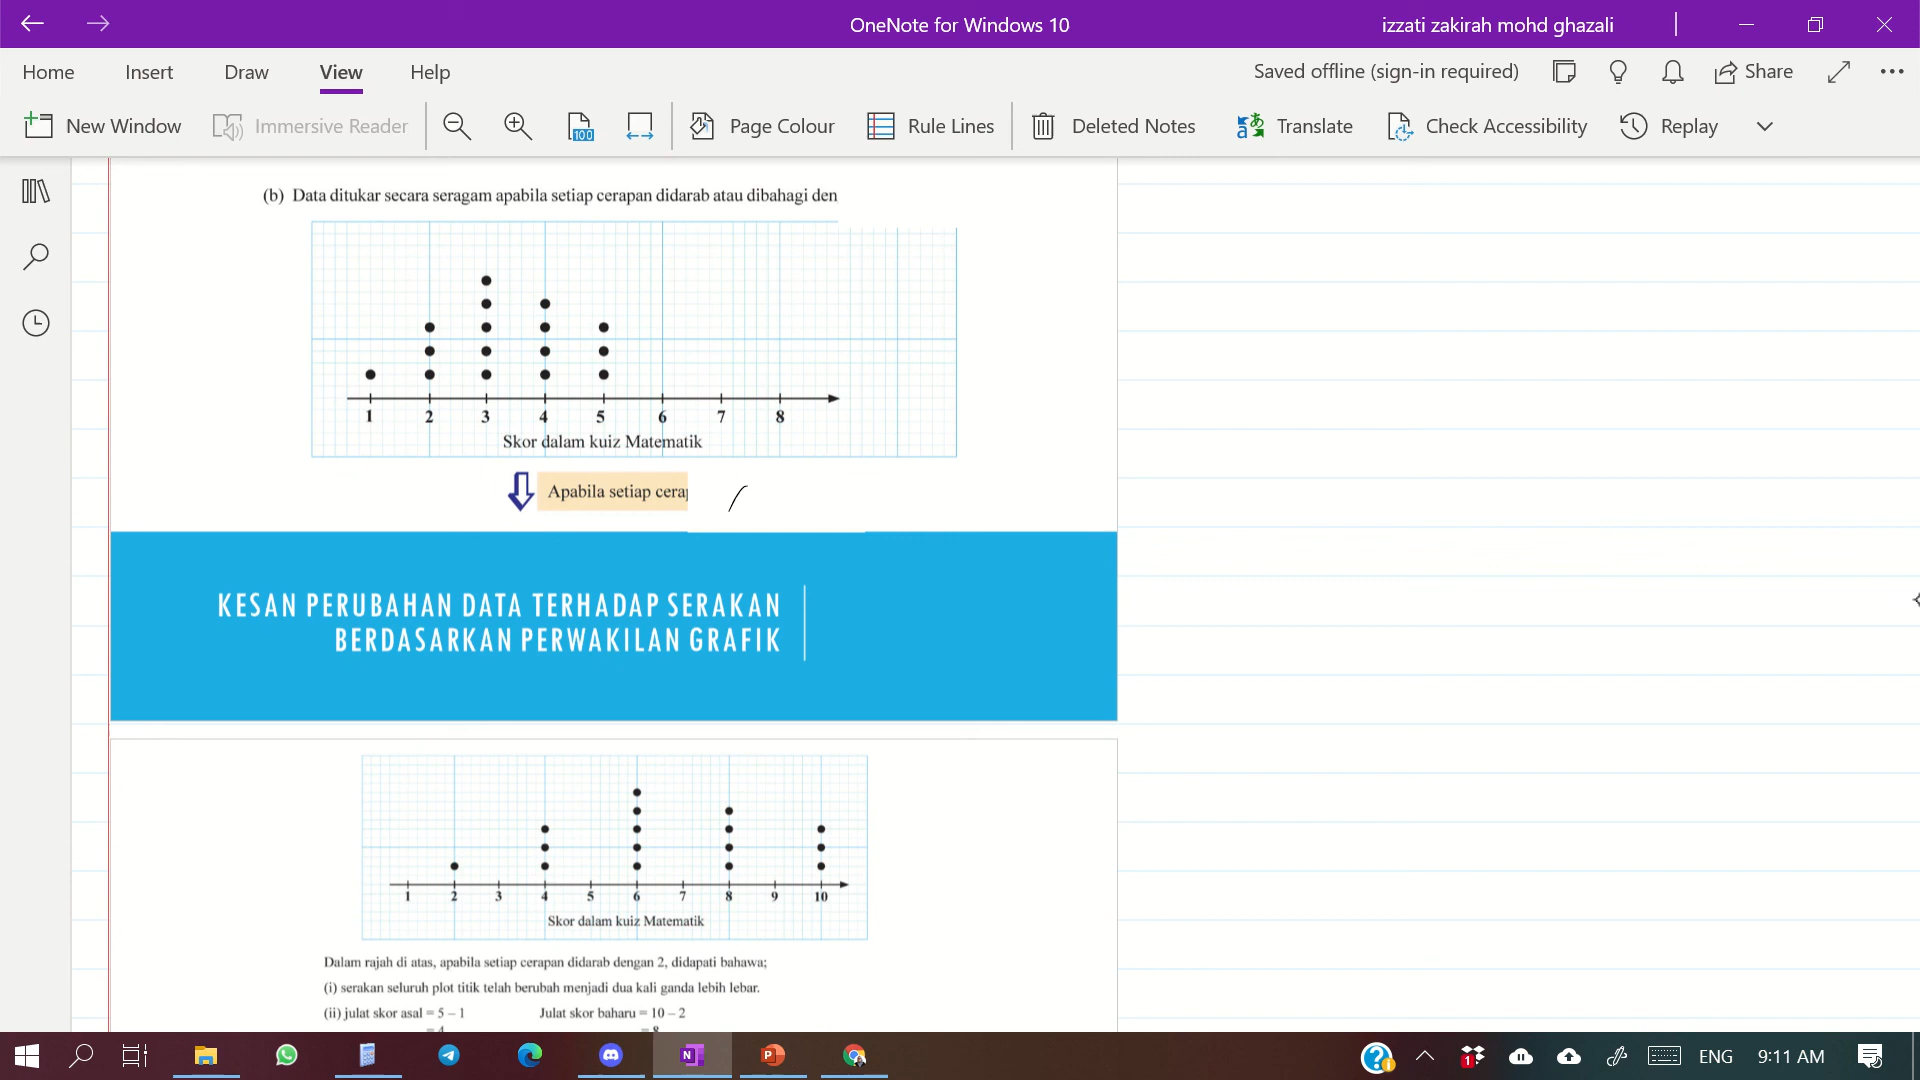 OneNote for Windows 10
izzati zakirah mohd ghazali
Home Insert Draw View Help
Saved offline (sign-in required) Share
New Window Immersive Reader 100 Page Colour Rule Lines Deleted Notes Translate Check Accessibility Replay
(b) Data ditukar secara seragam apabila setiap cerapan didarab atau dibahagi den
1 2 3 4 5 6 7 8
Skor dalam kuiz Matematik
Apabila setiap cerap
KESAN PERUBAHAN DATA TERHADAP SERAKAN
BERDASARKAN PERWAKILAN GRAFIK
1 2 3 4 5 6 7 8 9 10
Skor dalam kuiz Matematik
Dalam rajah di atas, apabila setiap cerapan didarab dengan 2, didapati bahawa;
(i) serakan seluruh plot titik telah berubah menjadi dua kali ganda lebih lebar.
(ii) julat skor asal = 5 – 1 Julat skor baharu = 10 – 2
= 4 = 8
ENG 9:11 AM